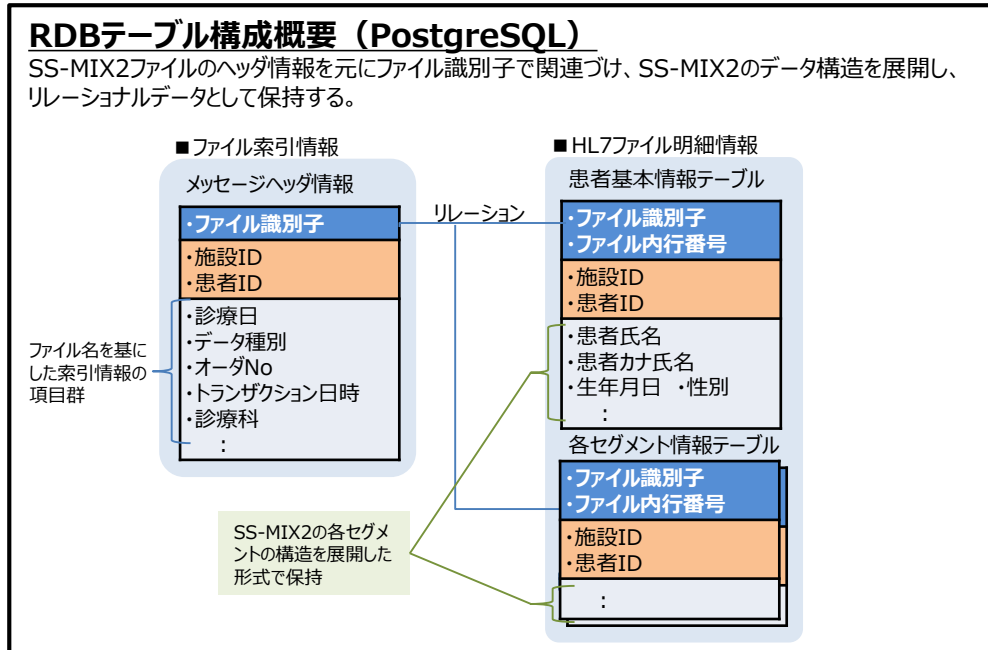 RDBテーブル構成概要（PostgreSQL）
SS-MIX2ファイルのヘッダ情報を元にファイル識別子で関連づけ、SS-MIX2のデータ構造を展開し、
リレーショナルデータとして保持する。
■ファイル索引情報
メッセージヘッダ情報
・ファイル識別子
・施設ID
・患者ID
・診療日
・データ種別
・オーダNo
・トランザクション日時
・診療科
：
ファイル名を基に
した索引情報の
項目群
リレーション
■HL7ファイル明細情報
患者基本情報テーブル
・ファイル識別子
・ファイル内行番号
・施設ID
・患者ID
・患者氏名
・患者カナ氏名
・生年月日 ・性別
：
各セグメント情報テーブル
・ファイル識別子
・ファイル内行番号
・施設ID
・患者ID
：
SS-MIX2の各セグメ
ントの構造を展開した
形式で保持